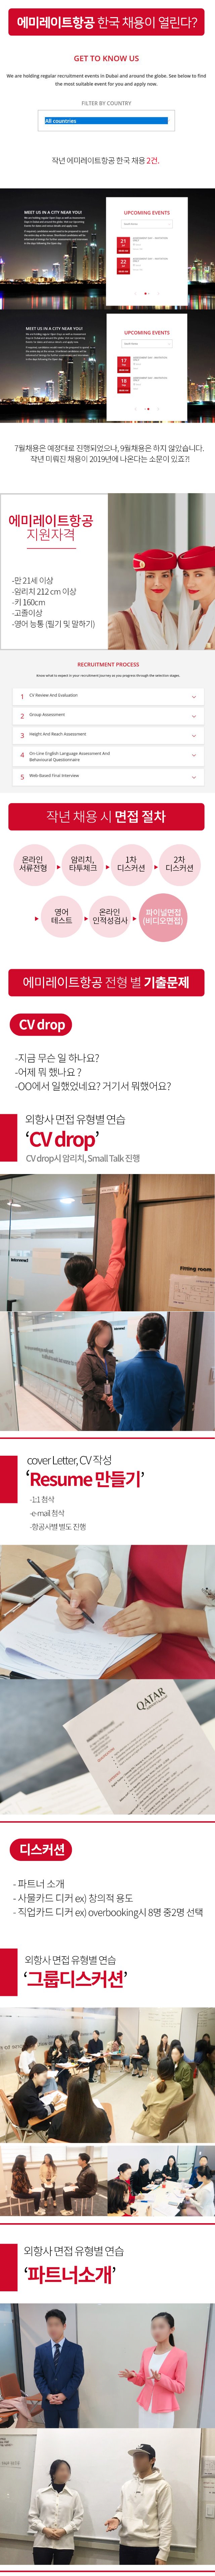 에미레이트항공 한국 채용이 열린다?
GET TO KNOW US
We are holding regular recruitment events in Dubai and around the globe. See below to find
the most suitable event for you and apply now.
FILTER BY COUNTRY
All countries
작년 에미레이트항공 한국 채용 2건.
MEET US IN A CITY NEAR YOU!
UPCOMING EVENTS
21
22
MEET US IN A CITY NEAR YOU!
UPCOMING EVENTS
17
18
7월채용은 예정대로 진행되었으나, 9월채용은 하지 않았습니다.
작년 미뤄진 채용이 2019년에 나온다는 소문이 있죠?!
에미레이트항공
지원자격
-만 21세 이상
-암리치 212 cm 이상
-키 160cm
-고졸이상
-영어 능통 (필기 및 말하기)
RECRUITMENT PROCESS
Know what to expect in your recruitment journey as you progress through the selection stages.
1 CV Review And Evaluation
2 Group Assessment
3 Height And Reach Assessment
4 On-Line English Language Assessment And
Behavioural Questionnaire
5 Web-Based Final Interview
작년 채용 시 면접 절차
온라인
서류전형
암리치,
타투체크
1차
디스커션
2차
디스커션
영어
테스트
온라인
인적성검사
파이널면접
(비디오면접)
에미레이트항공 전형 별 기출문제
CV drop
-지금 무슨 일 하나요?
-어제 뭐 했나요 ?
-OO에서 일했었네요? 거기서 뭐했어요?
외항사 면접 유형별 연습
‘CV drop’
CV drop시 암리치, Small Talk 진행
Fitting room
cover Letter, CV 작성
‘Resume 만들기’
-1:1 첨삭
-e-mail 첨삭
-항공사별 별도 진행
QATAR
디스커션
- 파트너 소개
- 사물카드 디커 ex) 창의적 용도
- 직업카드 디커 ex) overbooking시 8명 중2명 선택
외항사 면접 유형별 연습
‘그룹디스커션’
외항사 면접 유형별 연습
‘파트너소개’